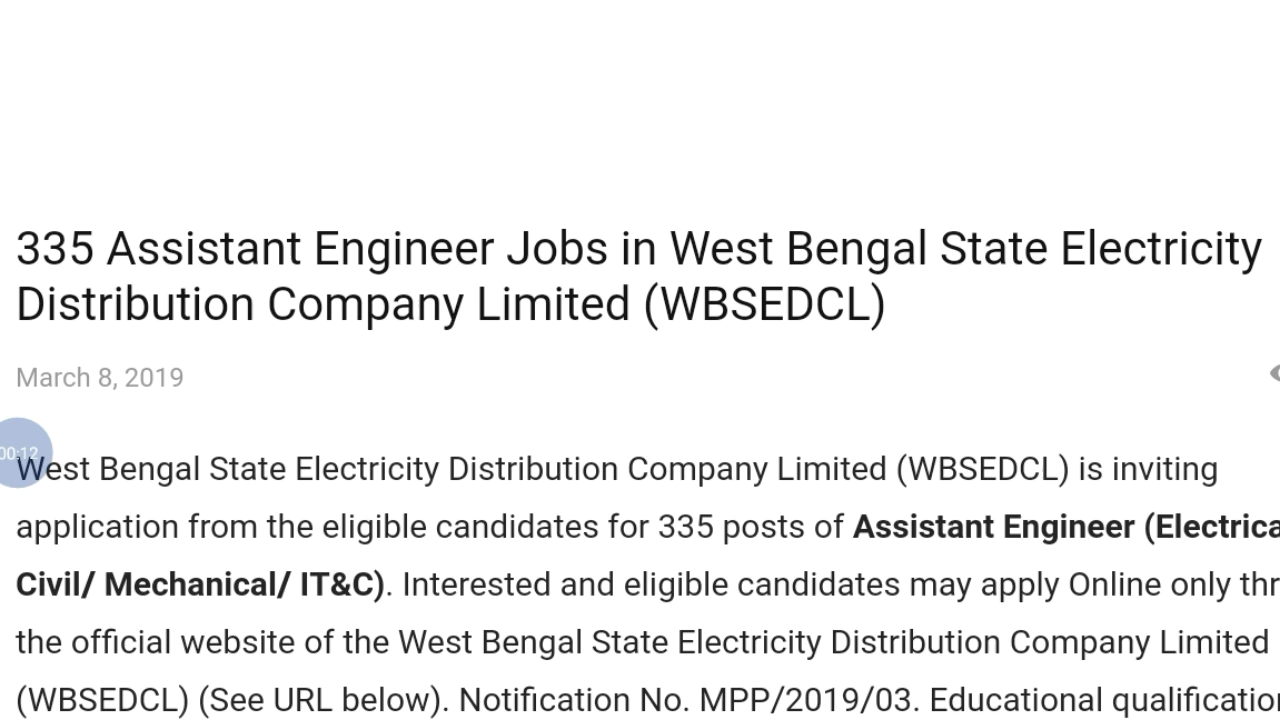 335 Assistant Engineer Jobs in West Bengal State Electricity
Distribution Company Limited (WBSEDCL)
March 8, 2019
00:12
West Bengal State Electricity Distribution Company Limited (WBSEDCL) is inviting
application from the eligible candidates for 335 posts of Assistant Engineer (Electrica
Civil/ Mechanical/ IT&C). Interested and eligible candidates may apply Online only thr
the official website of the West Bengal State Electricity Distribution Company Limited
(WBSEDCL) (See URL below). Notification No. MPP/2019/03. Educational qualification